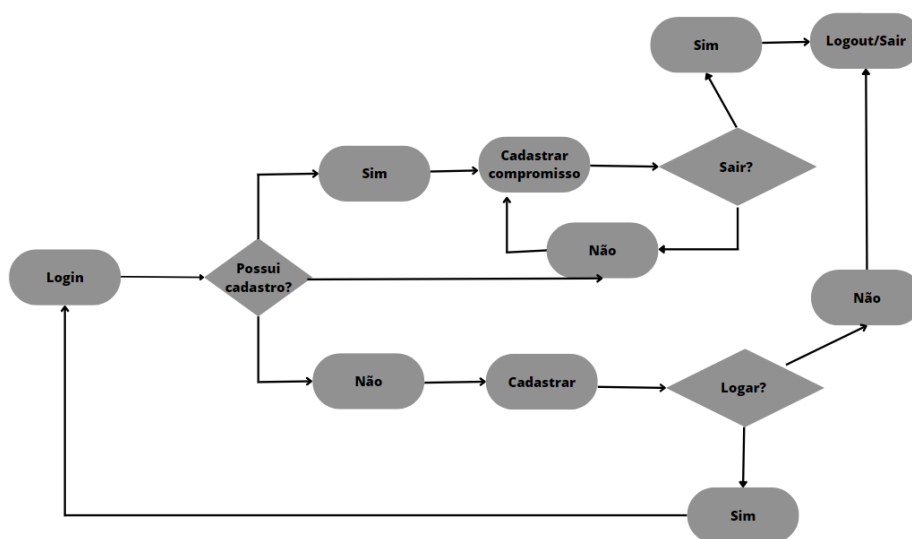 Sim
Logout/Sair
Sim
Cadastrar
compromisso
Sair?
Não
Login
Possui
cadastro?
Não
Não
Cadastrar
Logar?
Sim